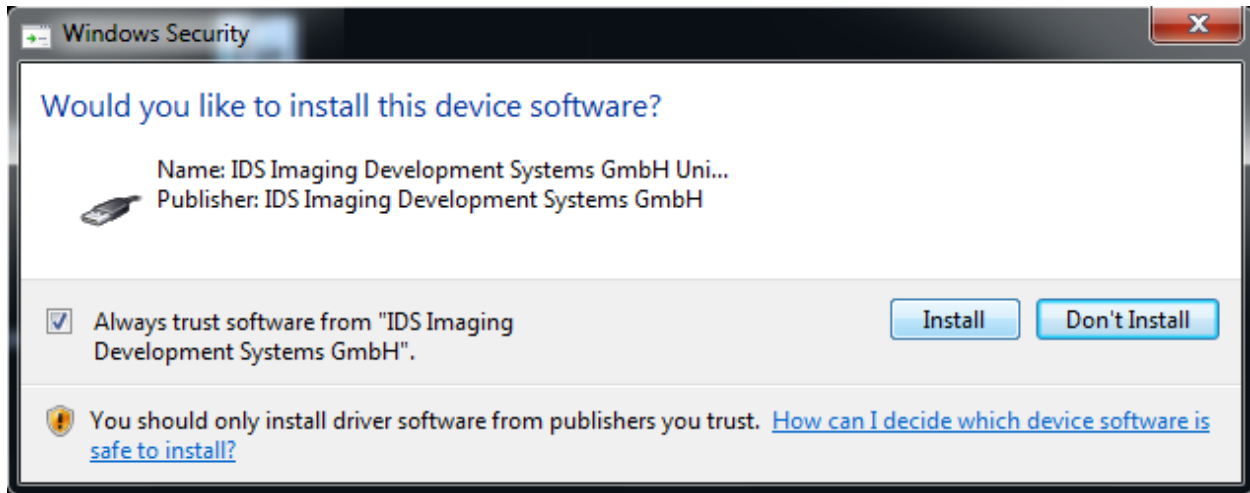 Windows Security
Would you like to install this device software?
Name: IDS Imaging Development Systems GmbH Uni...
Publisher: IDS Imaging Development Systems GmbH
Always trust software from "IDS Imaging
Development Systems GmbH".
Install
Don't Install
You should only install driver software from publishers you trust. How can I decide which device software is
safe to install?